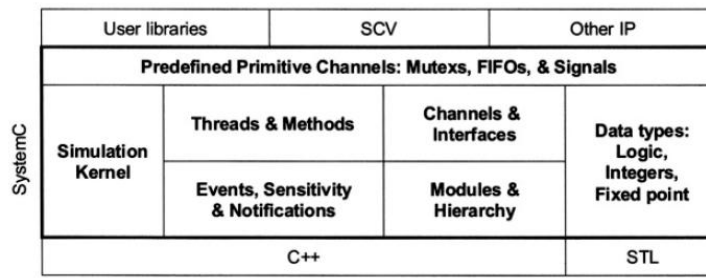 User libraries
SCV
Other IP
Predefined Primitive Channels: Mutexs, FIFOs, & Signals
SystemC
Simulation
Kernel
Threads & Methods
Channels &
Interfaces
Events, Sensitivity
& Notifications
Modules &
Hierarchy
Data types:
Logic,
Integers,
Fixed point
C++
STL